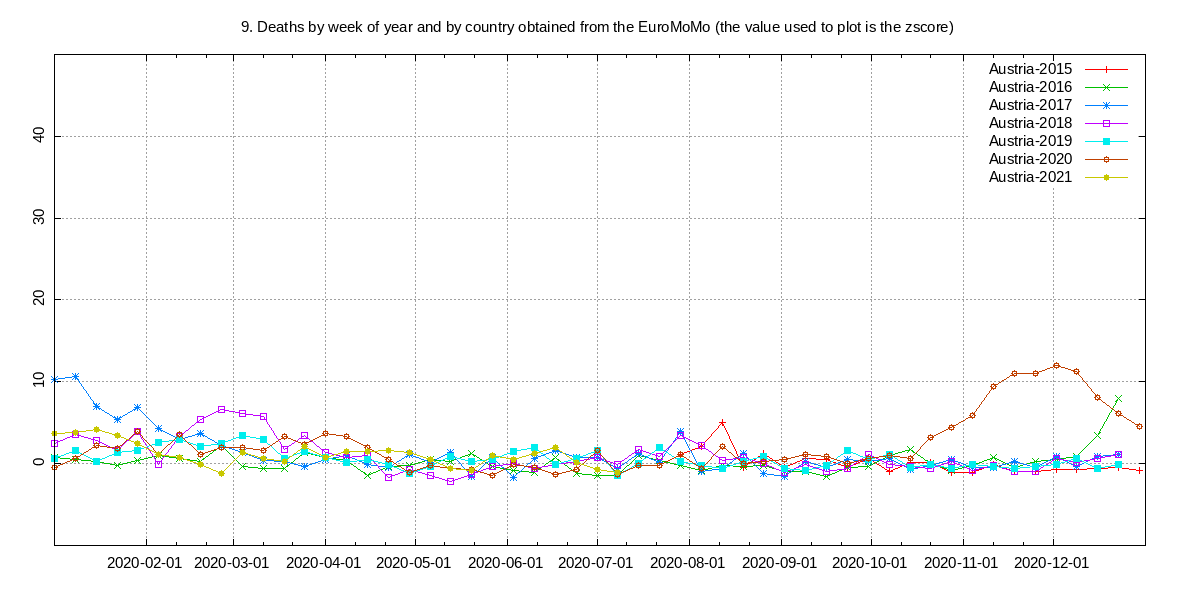 9. Deaths by week of year and by country obtained from the EuroMoMo (the value used to plot is the zscore)
Austria-2015
Austria-2016
Austria-2017
Austria-2018
Austria-2019
Austria-2020
Austria-2021
40
30
20
10
0
2020-02-01 2020-03-01 2020-04-01 2020-05-01 2020-06-01 2020-07-01 2020-08-01 2020-09-01 2020-10-01 2020-11-01 2020-12-01